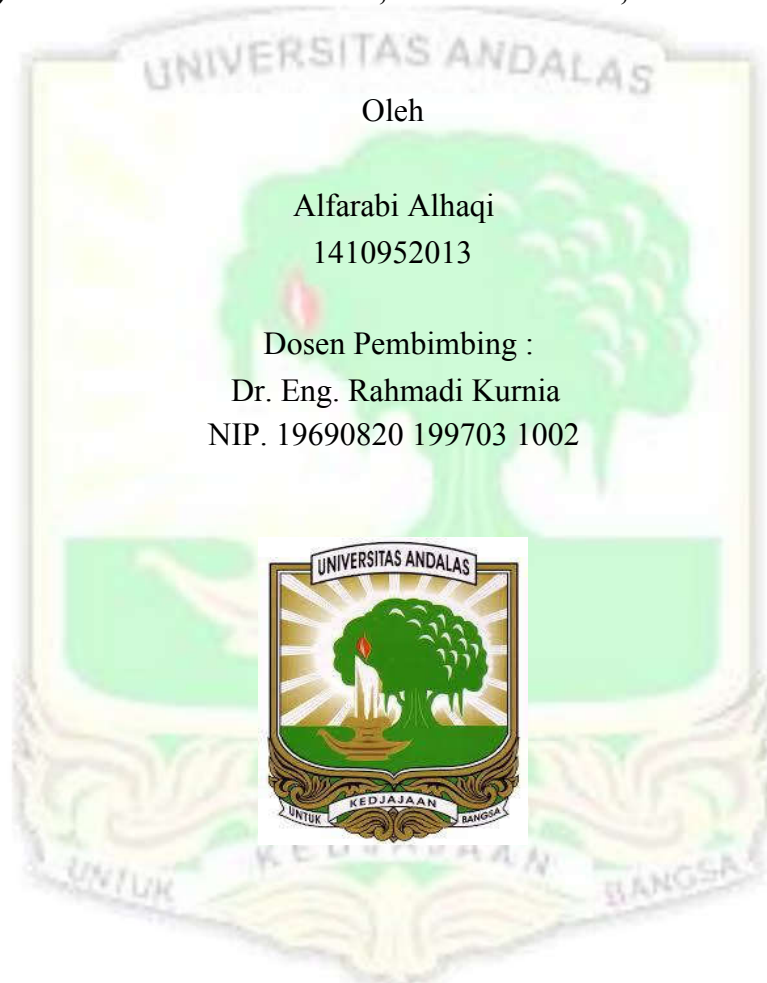 UNIVERSITAS ANDALAS
Oleh
Alfarabi Alhaqi
1410952013
Dosen Pembimbing :
Dr. Eng. Rahmadi Kurnia
NIP. 19690820 199703 1002
UNIVERSITAS ANDALAS
UNTUK KEDJAJAAN BANGSA
UNTUK KEDJAJAAN BANGSA